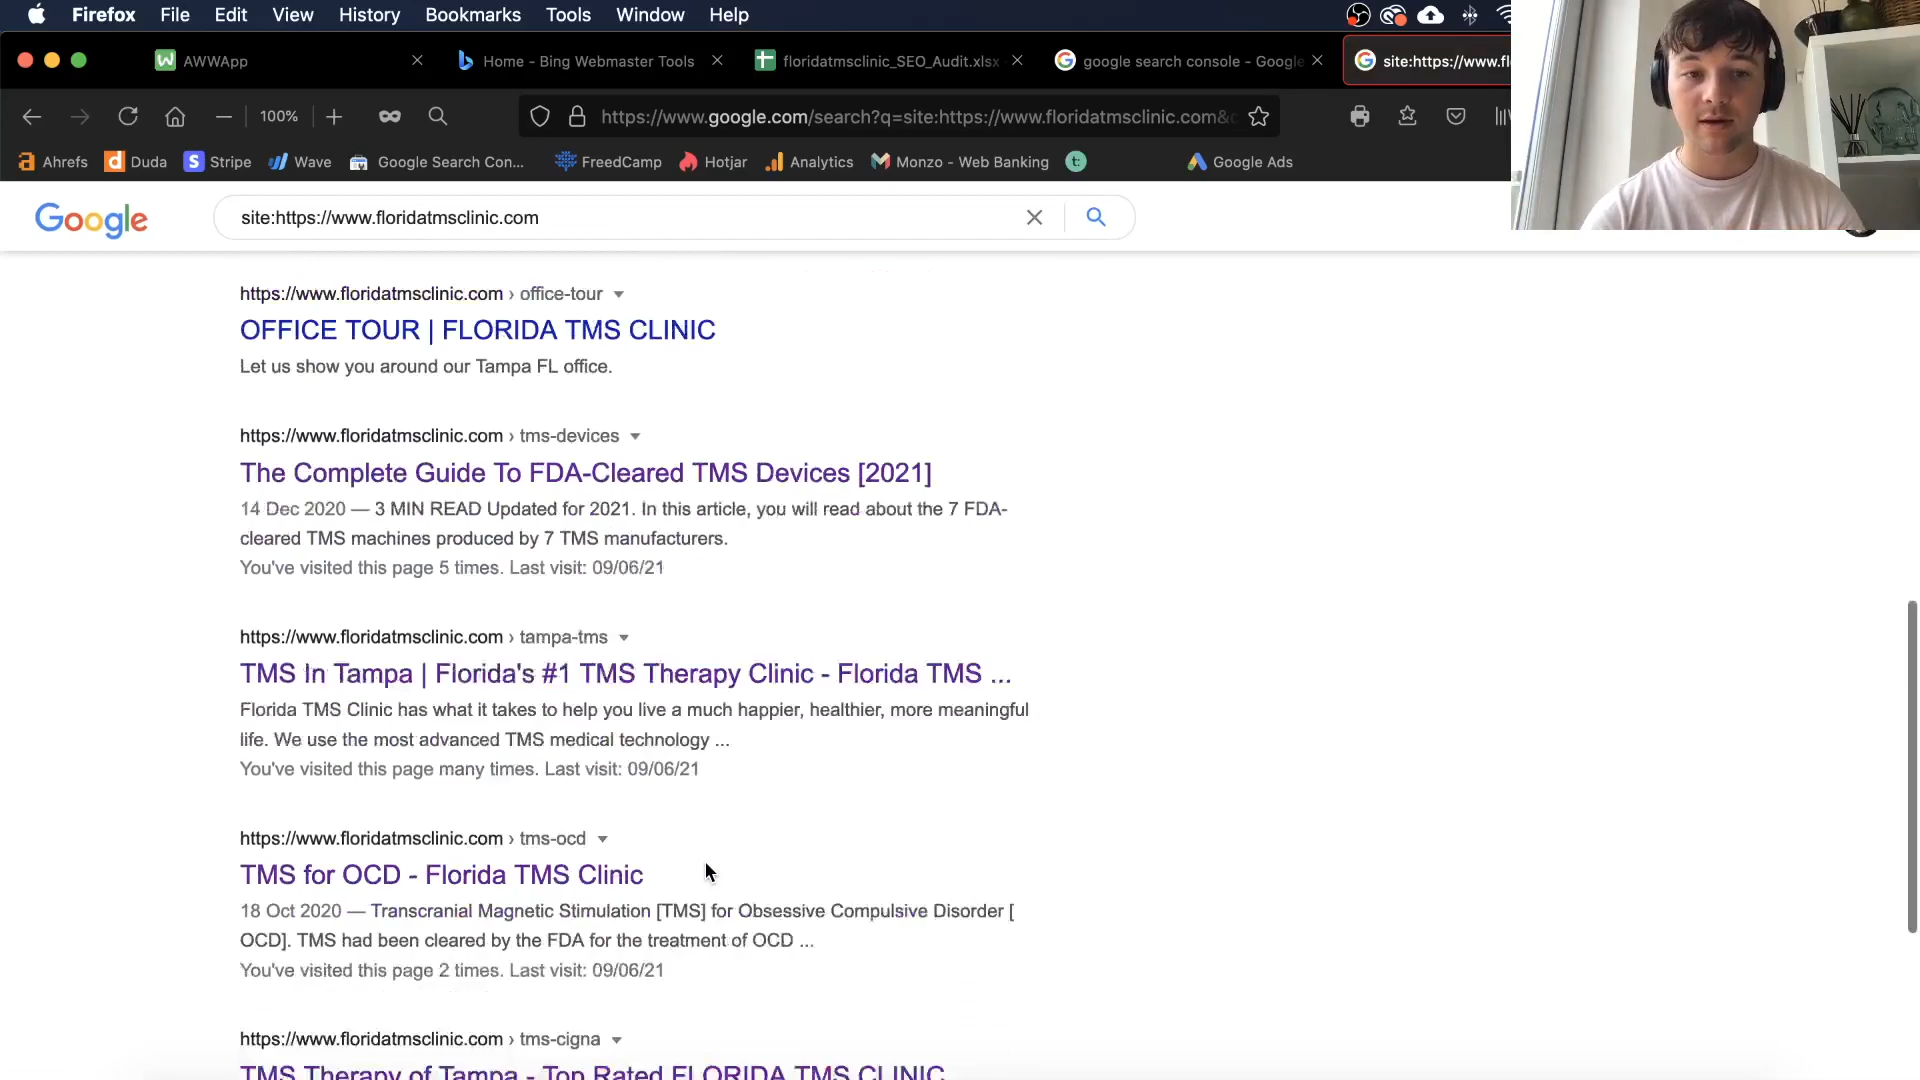 Firefox File Edit View History Bookmarks Tools Window Help
AWWApp
Home - Bing Webmaster Tools
floridatmsclinic_SEO_Audit.xlsx
google search console - Google
site:https://www.fl
100%
https://www.google.com/search?q=site:https://www.floridatmsclinic.com&
Ahrefs Duda Stripe Wave Google Search Con... FreedCamp Hotjar Analytics Monzo - Web Banking t: Google Ads
Google
site:https://www.floridatmsclinic.com
https://www.floridatmsclinic.com › office-tour
OFFICE TOUR | FLORIDA TMS CLINIC
Let us show you around our Tampa FL office.
https://www.floridatmsclinic.com › tms-devices
The Complete Guide To FDA-Cleared TMS Devices [2021]
14 Dec 2020 — 3 MIN READ Updated for 2021. In this article, you will read about the 7 FDA-
cleared TMS machines produced by 7 TMS manufacturers.
You've visited this page 5 times. Last visit: 09/06/21
https://www.floridatmsclinic.com › tampa-tms
TMS In Tampa | Florida's #1 TMS Therapy Clinic - Florida TMS ...
Florida TMS Clinic has what it takes to help you live a much happier, healthier, more meaningful
life. We use the most advanced TMS medical technology ...
You've visited this page many times. Last visit: 09/06/21
https://www.floridatmsclinic.com › tms-ocd
TMS for OCD - Florida TMS Clinic
18 Oct 2020 — Transcranial Magnetic Stimulation [TMS] for Obsessive Compulsive Disorder [
OCD]. TMS had been cleared by the FDA for the treatment of OCD ...
You've visited this page 2 times. Last visit: 09/06/21
https://www.floridatmsclinic.com › tms-cigna
TMS Therapy of Tampa - Top Rated FLORIDA TMS CLINIC